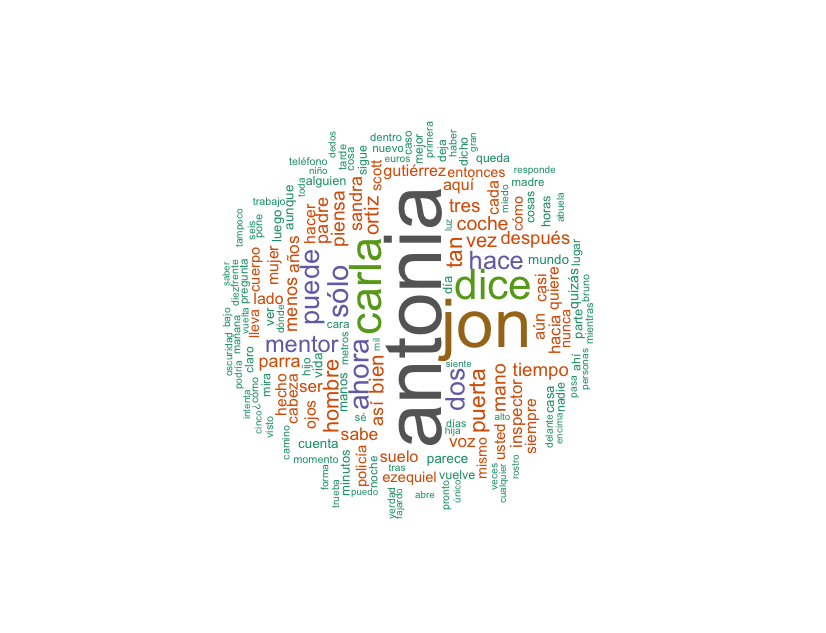 antonia
jon
carla
dice
ahora
puede
sólo
mentor
dos
hace
hombre
puerta
tan
vez
después
coche
tres
tiempo
mano
inspector
siempre
usted
mismo
voz
suelo
sabe
así
bien
ser
ojos
cabeza
hecho
parra
lado
menos
años
mujer
cuerpo
lleva
hacer
padre
piensa
sandra
ortiz
scott
gutiérrez
entonces
aquí
cada
como
casi
aún
hacia
quiere
nunca
policía
ezequiel
parece
vuelve
días
hija
alto
siente
sé
mil
metros
cara
día
luz
manos
vida
hijo
dónde
ver
mira
claro
cuenta
momento
minutos
noche
puedo
tras
forma
trueba
verdad
fajardo
abre
pronto
único
veces
cualquier
rostro
delante
casa
encima
nadie
pasa
ahí
personas
mientras
bruno
parte
quizás
lugar
mundo
horas
cosas
abuela
miedo
madre
responde
queda
gran
haber
dicho
deja
primera
mejor
caso
euros
nuevo
dentro
sigue
cosa
tarde
dedos
teléfono
niño
alguien
toda
aunque
trabajo
luego
pone
seis
tampoco
saber
diez
frente
pregunta
vuelta
mañana
bajo
podría
oscuridad
¿cómo
cinco
intenta
visto
camino